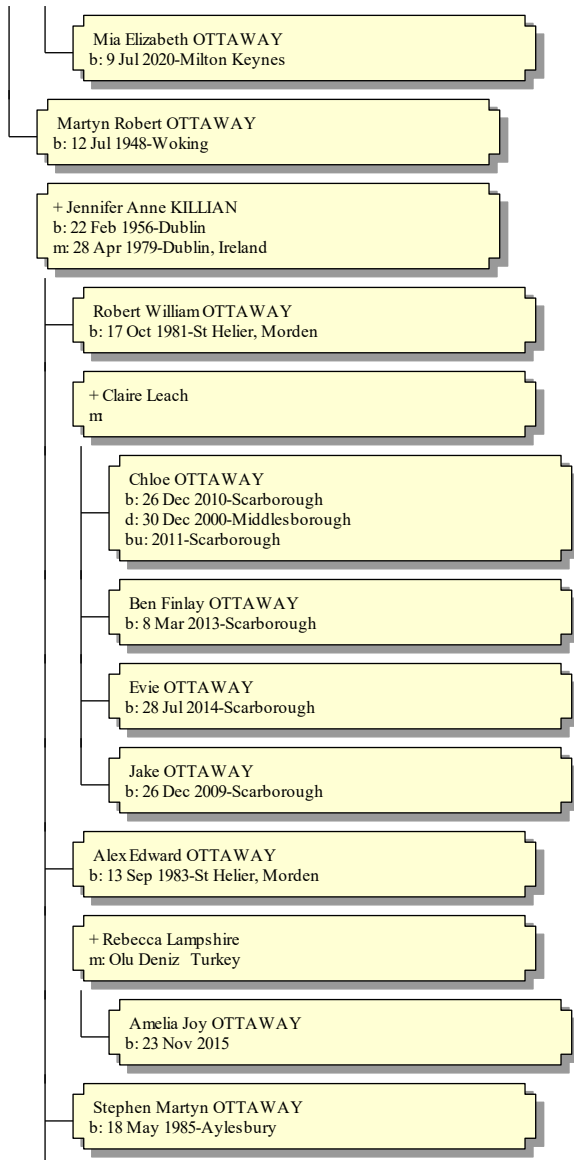 Mia Elizabeth OTTAWAY
b: 9 Jul 2020-Milton Keynes
Martyn Robert OTTAWAY
b: 12 Jul 1948-Woking
+ Jennifer Anne KILLIAN
b: 22 Feb 1956-Dublin
m: 28 Apr 1979-Dublin, Ireland
Robert William OTTAWAY
b: 17 Oct 1981-St Helier, Morden
+ Claire Leach
m:
Chloe OTTAWAY
b: 26 Dec 2010-Scarborough
d: 30 Dec 2000-Middlesborough
bu: 2011-Scarborough
Ben Finlay OTTAWAY
b: 8 Mar 2013-Scarborough
Evie OTTAWAY
b: 28 Jul 2014-Scarborough
Jake OTTAWAY
b: 26 Dec 2009-Scarborough
Alex Edward OTTAWAY
b: 13 Sep 1983-St Helier, Morden
+ Rebecca Lampshire
m: Olu Deniz Turkey
Amelia Joy OTTAWAY
b: 23 Nov 2015
Stephen Martyn OTTAWAY
b: 18 May 1985-Aylesbury